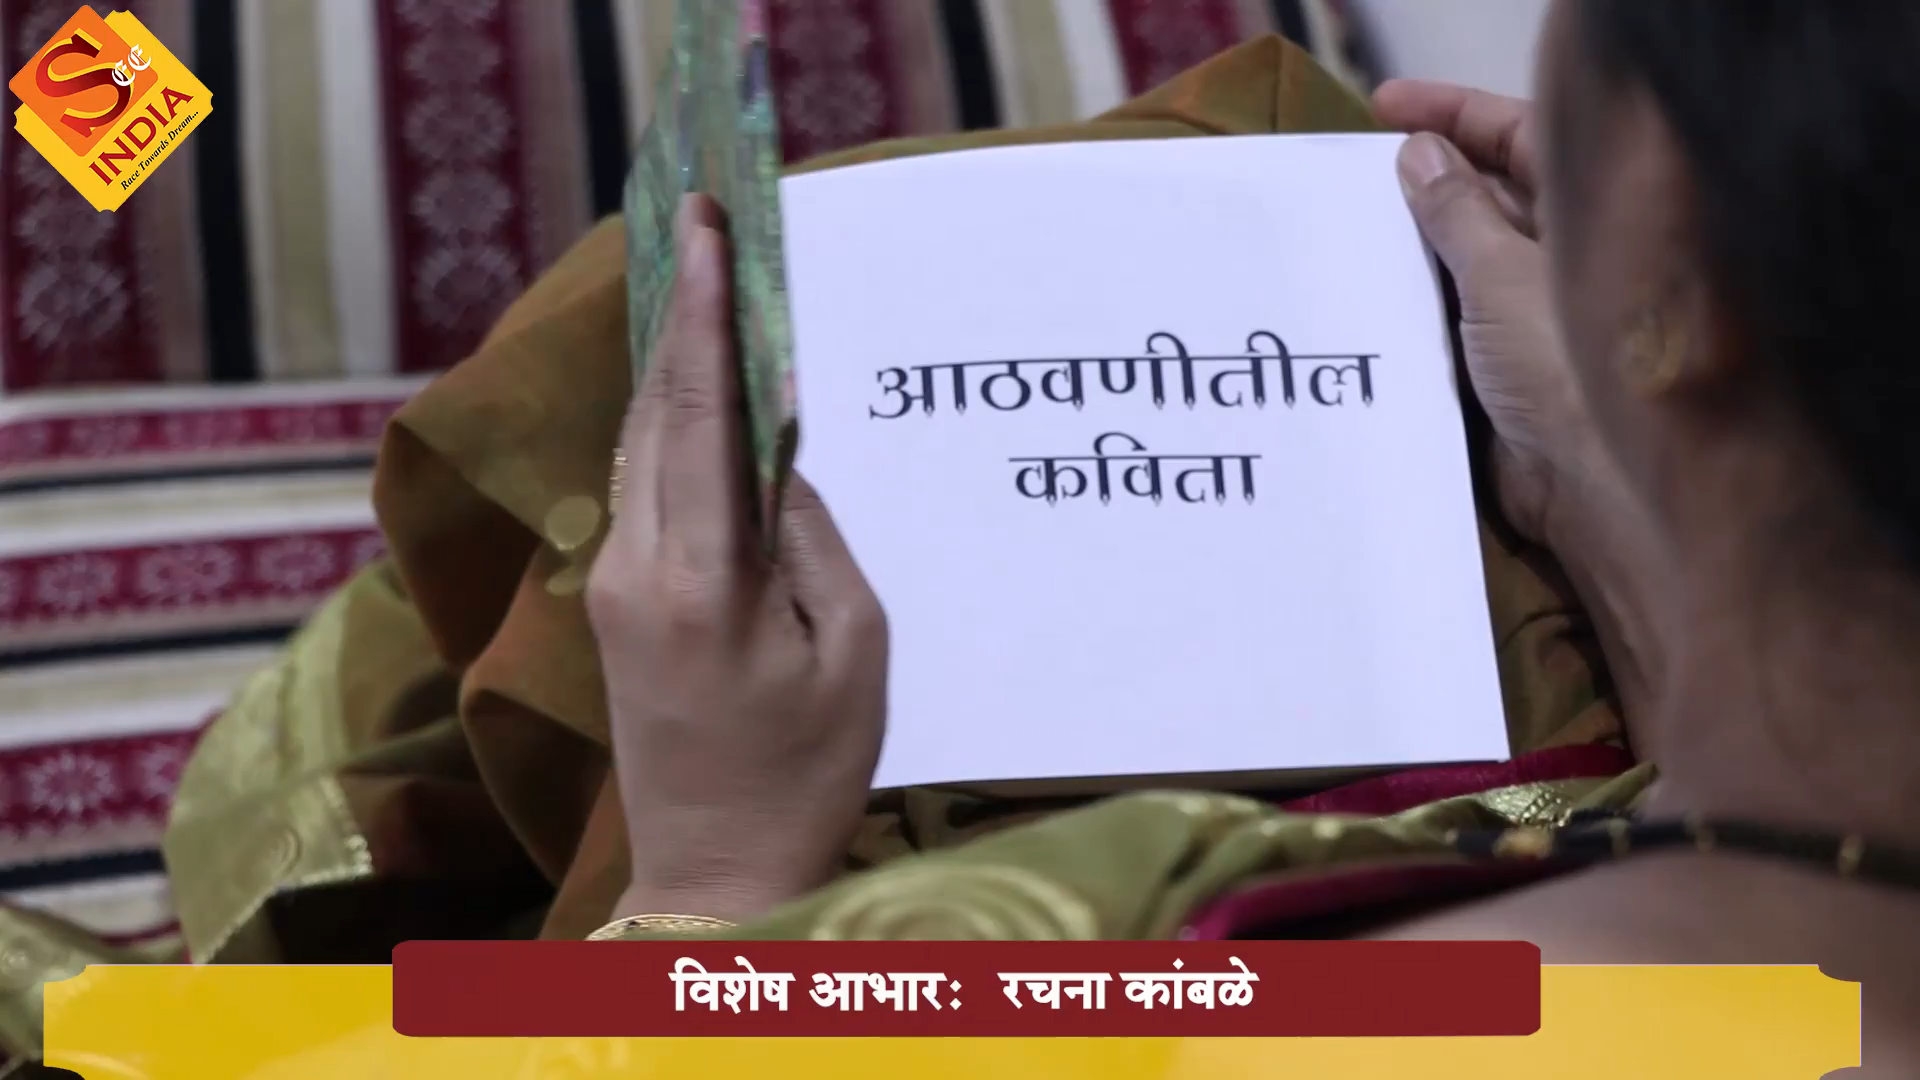 See
INDIA
Race Towards Dream...
आठवणीतील
कविता
विशेष आभार: रचना कांबळे